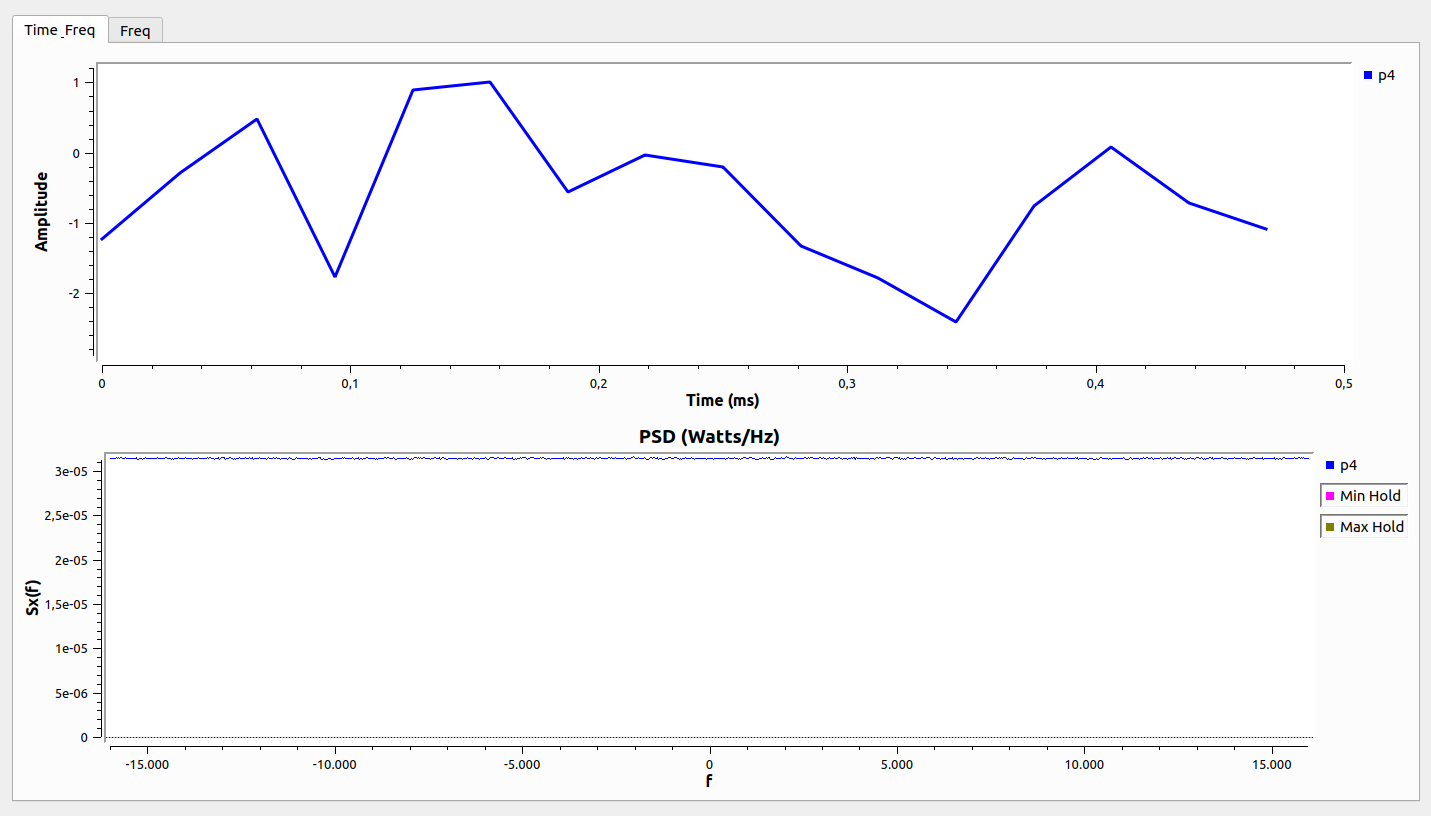 Time_Freq
Freq
1
0
-1
-2
Amplitude
p4
0
0,1
0,2
0,3
0,4
0,5
Time (ms)
PSD (Watts/Hz)
3e-05
2,5e-05
2e-05
1,5e-05
1e-05
5e-06
0
Sx(f)
p4
Min Hold
Max Hold
-15.000
-10.000
-5.000
0
5.000
10.000
15.000
f